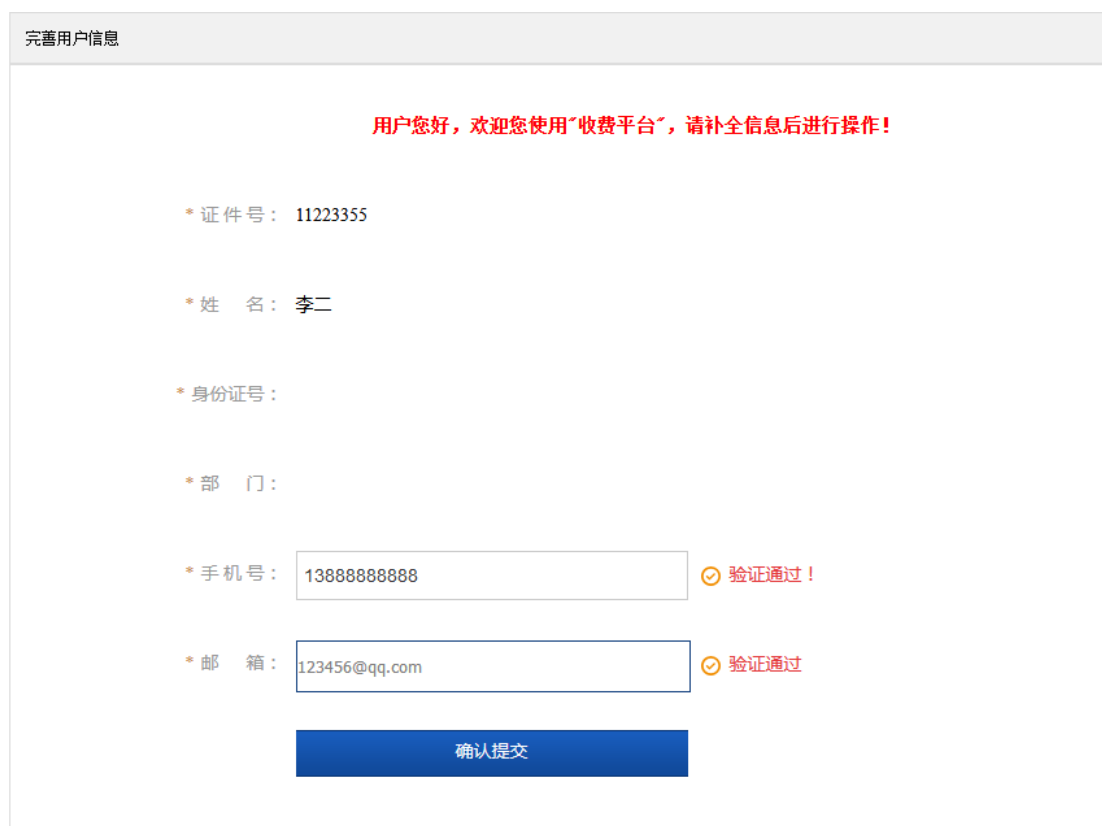 完善用户信息
用户您好，欢迎您使用"收费平台"，请补全信息后进行操作！
* 证件号： 11223355
* 姓 名： 李二
* 身份证号：
* 部 门：
* 手机号： 13888888888 验证通过！
* 邮 箱： 123456@qq.com 验证通过
确认提交